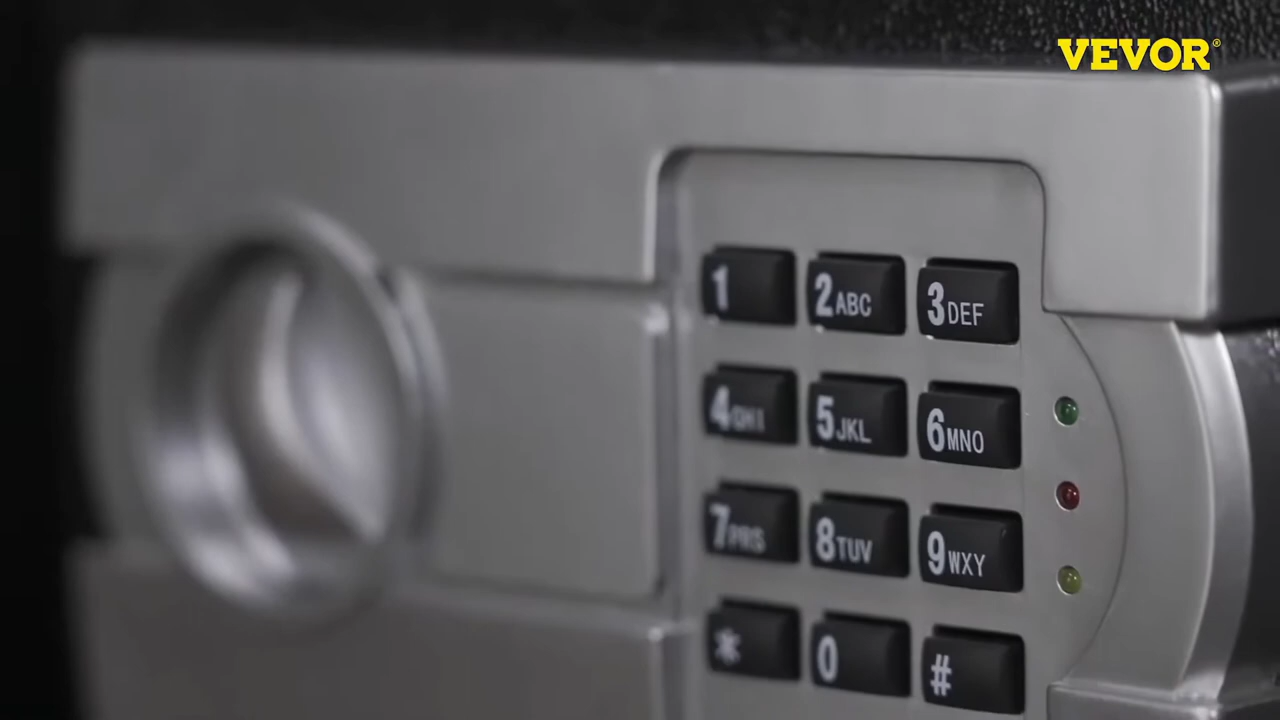 VEVOR®
1 2ABC 3DEF
4GHI 5JKL 6MNO
7PRS 8TUV 9WXY
* 0 #